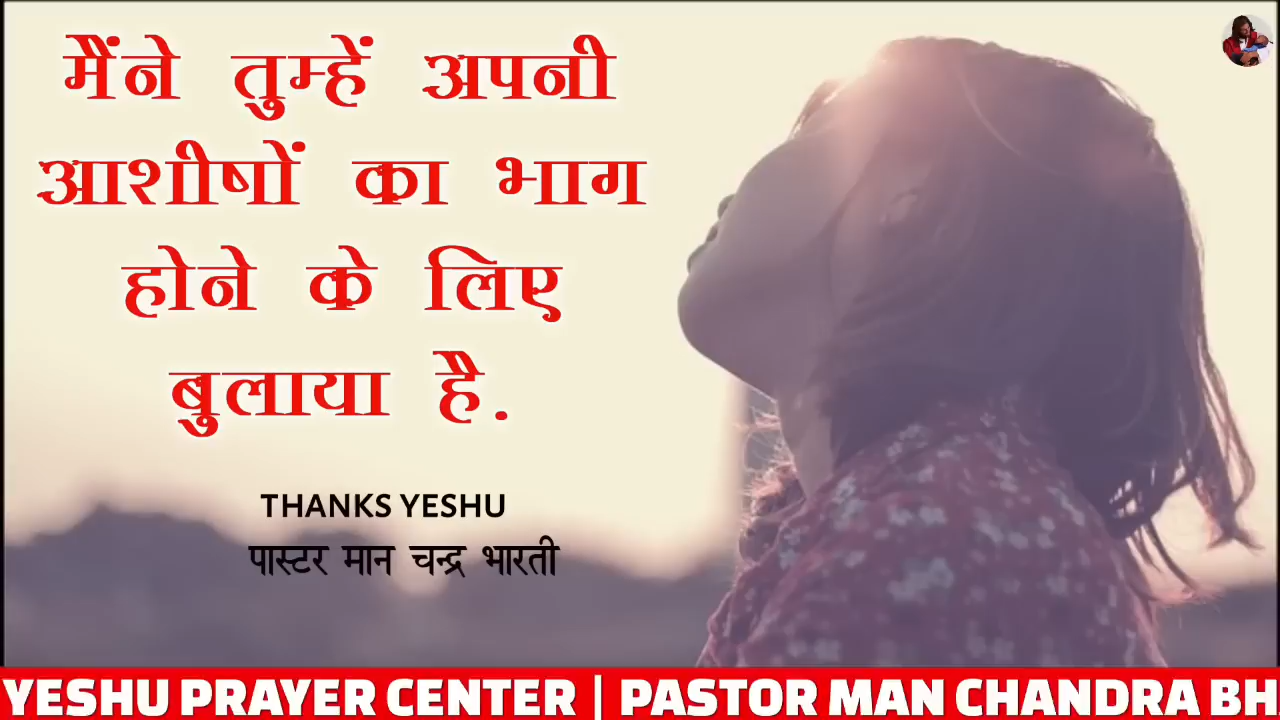 मैंने तुम्हें अपनी
आशीषों का भाग
होने के लिए
बुलाया है.
THANKS YESHU
पास्टर मान चन्द्र भारती
YESHU PRAYER CENTER | PASTOR MAN CHANDRA BH